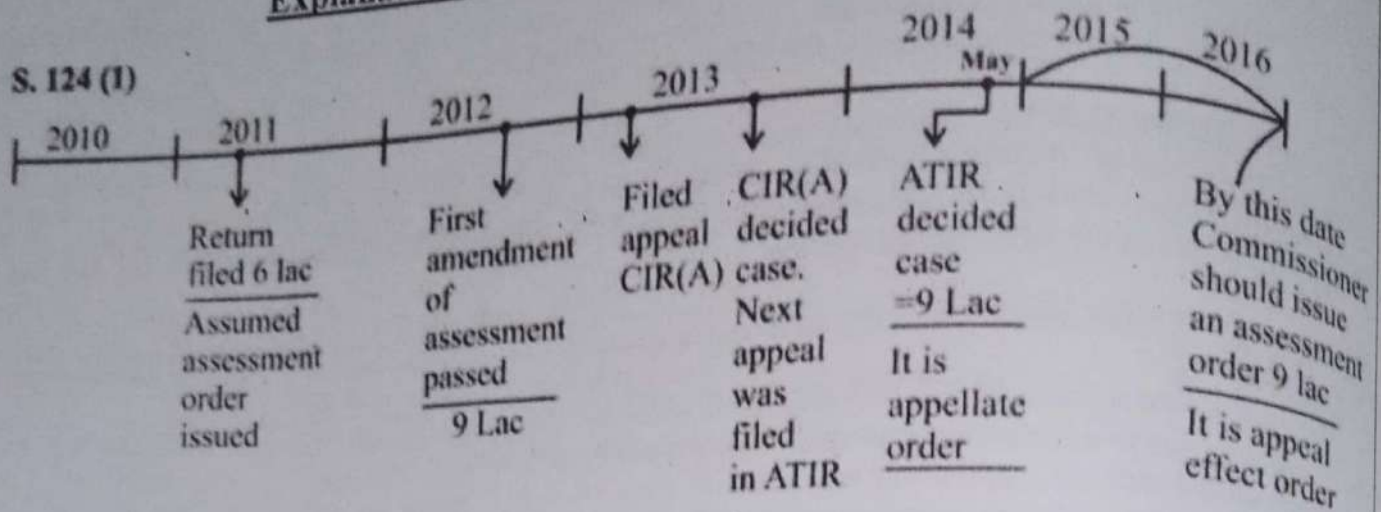 S. 124 (1)
2010
2011
2012
2013
2014
May
2015
2016
Return
filed 6 lac
Assumed
assessment
order
issued
First
amendment
of
assessment
passed
9 Lac
Filed
appeal
CIR(A)
CIR(A)
decided
case.
Next
appeal
was
filed
in ATIR
ATIR
decided
case
=9 Lac
It is
appellate
order
By this date
Commissioner
should issue
an assessment
order 9 lac
It is appeal
effect order